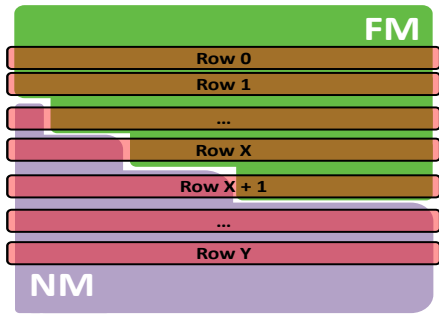 FM
Row 0
Row 1
...
Row X
Row X + 1
...
Row Y
NM